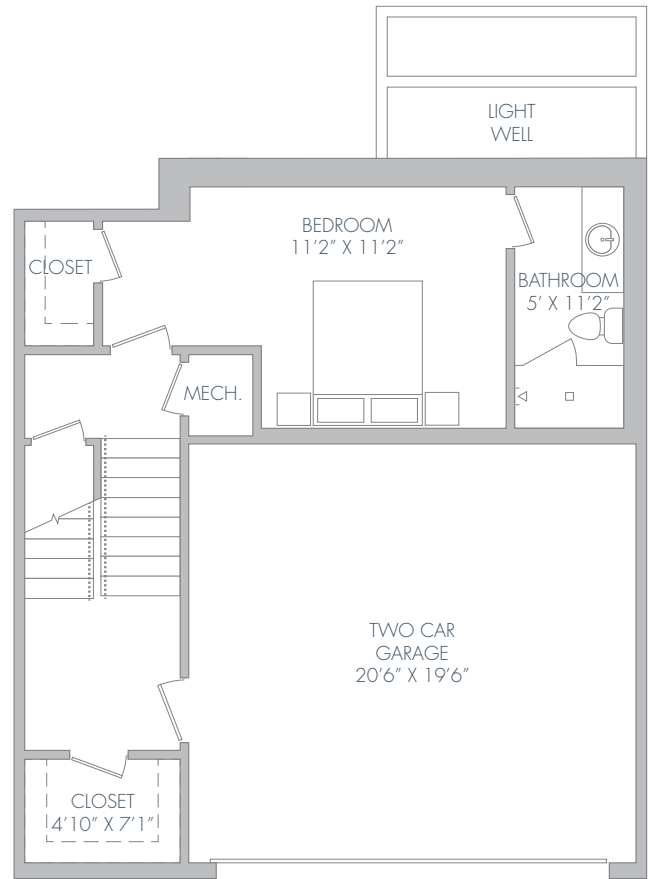 LIGHT
WELL
BEDROOM
11'2" X 11'2"
CLOSET
BATHROOM
5' X 11'2"
MECH.
TWO CAR
GARAGE
20'6" X 19'6"
CLOSET
4'10" X 7'1"